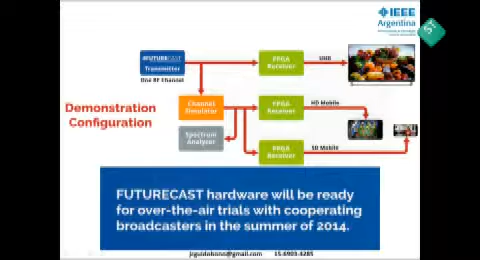 IEEE
Argentina
ST
#FUTURECAST
Transmitter
One RF Channel
FPGA
Receiver
UHD
Demonstration
Configuration
Channel
Simulator
FPGA
Receiver
HD Mobile
Spectrum
Analyzer
FPGA
Receiver
SD Mobile
FUTURECAST hardware will be ready
for over-the-air trials with cooperating
broadcasters in the summer of 2014.
jrguidobono@gmail.com 15.6903.4285